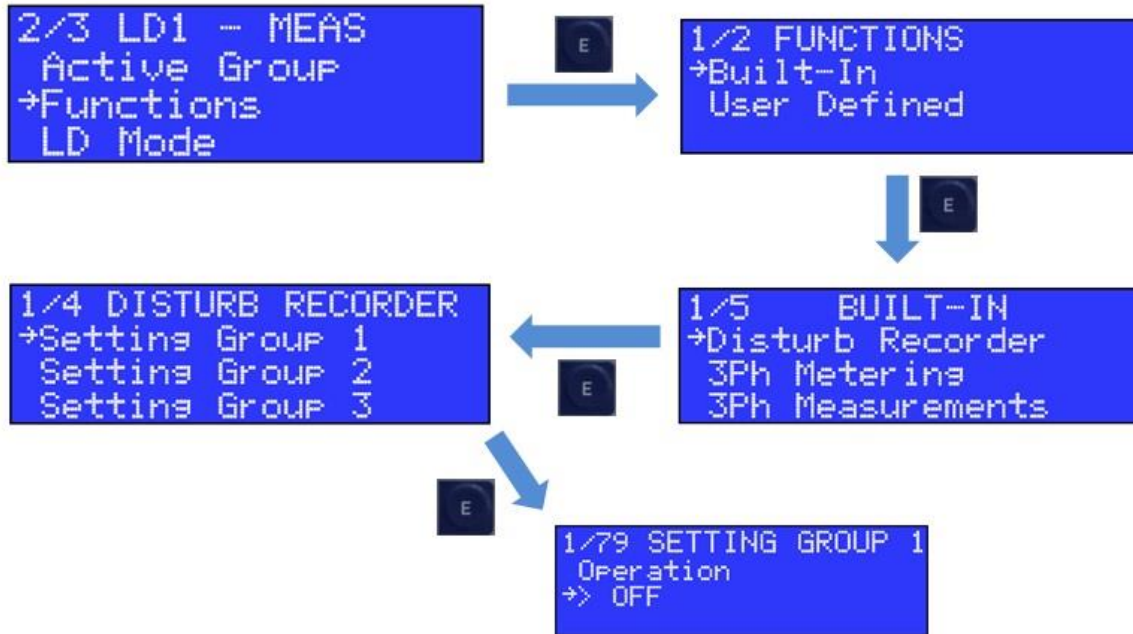 2/3 LD1 - MEAS
Active Group
→Functions
LD Mode
E
1/2 FUNCTIONS
→Built-In
User Defined
E
1/5 BUILT-IN
→Disturb Recorder
3Ph Metering
3Ph Measurements
E
1/4 DISTURB RECORDER
→Setting Group 1
Setting Group 2
Setting Group 3
E
1/79 SETTING GROUP 1
Operation
→> OFF